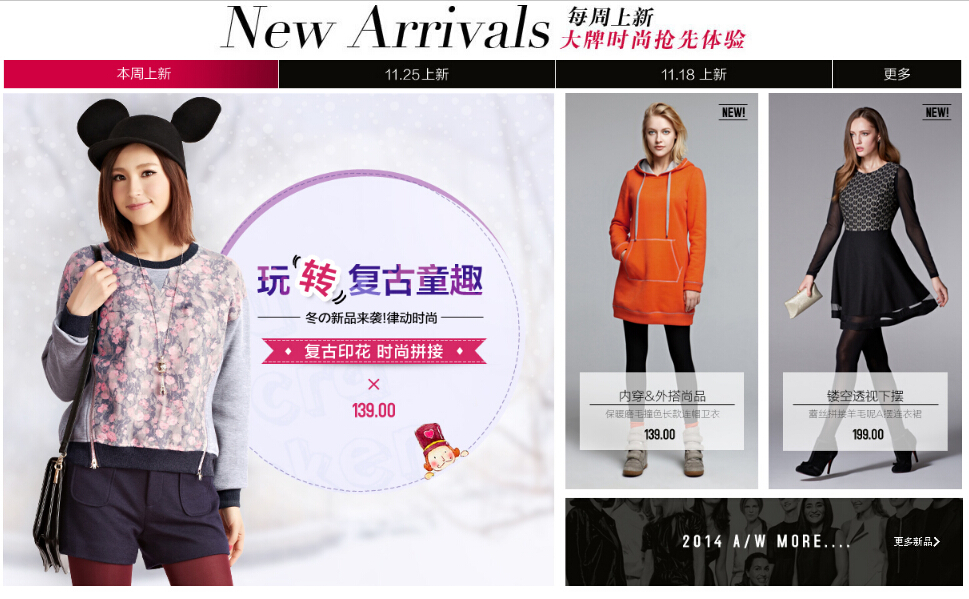 New Arrivals
每周上新
大牌时尚抢先体验
本周上新
11.25上新
11.18 上新
更多
玩转复古童趣
冬の新品来袭!律动时尚
复古印花 时尚拼接
×
139.00
NEW!
内穿&外搭尚品
保暖磨毛撞色长款连帽卫衣
139.00
NEW!
镂空透视下摆
蕾丝拼接羊毛呢A摆连衣裙
199.00
2014 A/W MORE....
更多新品>